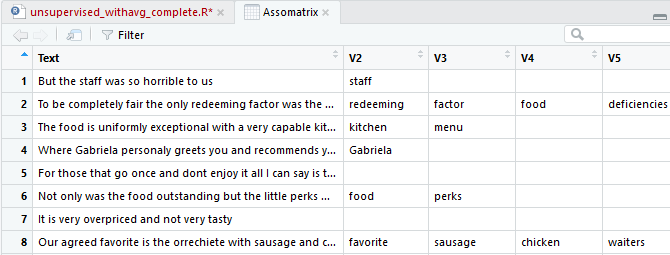 unsupervised_withavg_complete.R* Assomatrix
Filter
Text V2 V3 V4 V5
1 But the staff was so horrible to us staff
2 To be completely fair the only redeeming factor was the ... redeeming factor food deficiencies
3 The food is uniformly exceptional with a very capable kit... kitchen menu
4 Where Gabriela personaly greets you and recommends y... Gabriela
5 For those that go once and dont enjoy it all I can say is t...
6 Not only was the food outstanding but the little perks ... food perks
7 It is very overpriced and not very tasty
8 Our agreed favorite is the orrechiete with sausage and c... favorite sausage chicken waiters